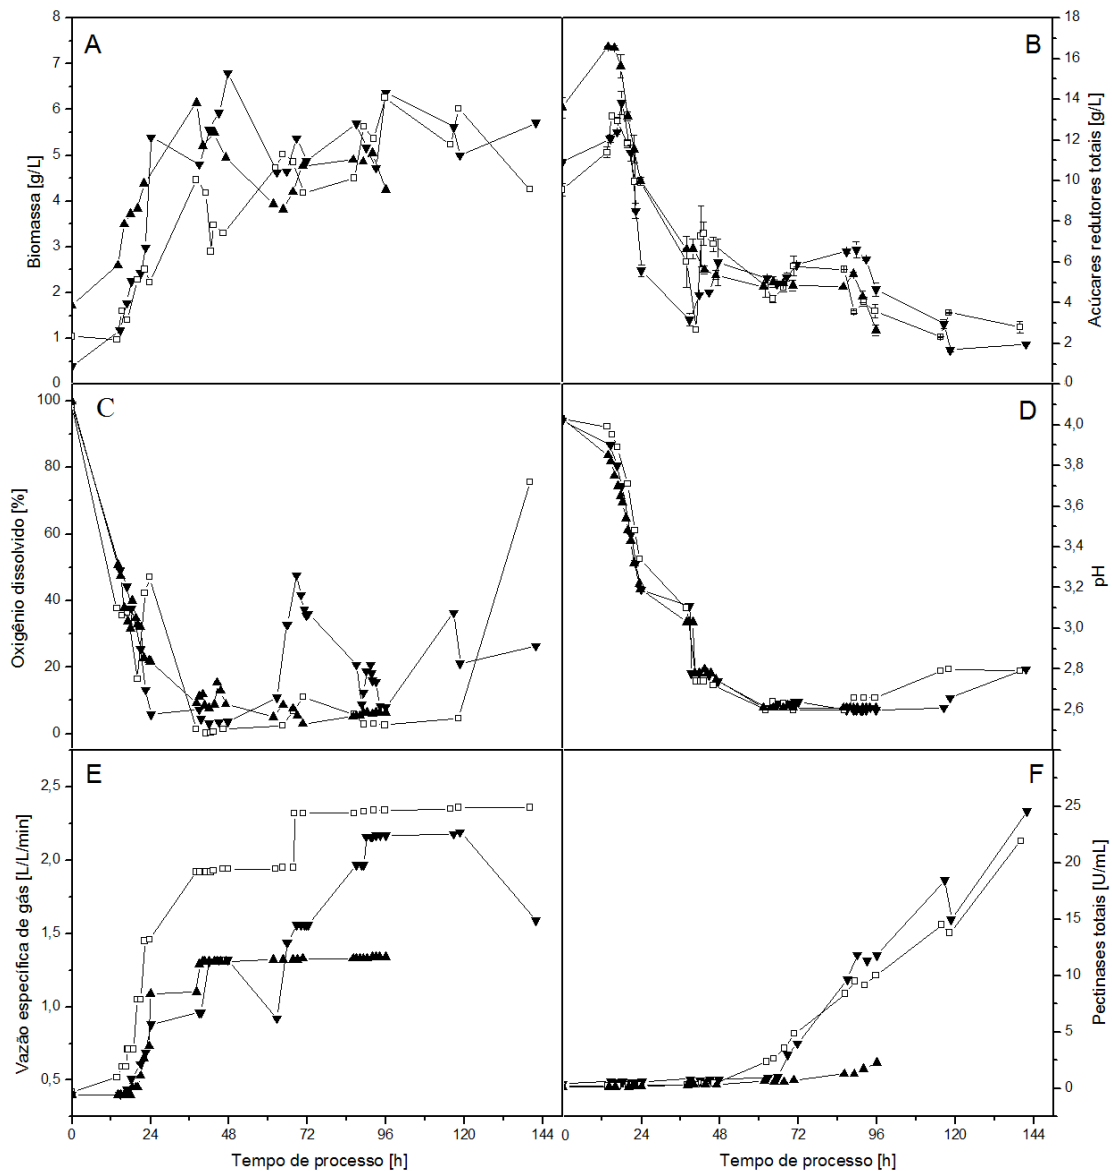 A
B
Biomassa [g/L]
8
7
6
5
4
3
2
1
0
18
16
14
12
10
8
6
4
2
0
Acúcares redutores totais [g/L]
C
D
Oxigênio dissolvido [%]
100
80
60
40
20
0
4,0
3,8
3,6
3,4
3,2
3,0
2,8
2,6
pH
E
F
Vazão específica de gás [L/L/min]
2,5
2,0
1,5
1,0
0,5
25
20
15
10
5
0
Pectinases totais [U/mL]
0 24 48 72 96 120 144
0 24 48 72 96 120 144
Tempo de processo [h]
Tempo de processo [h]